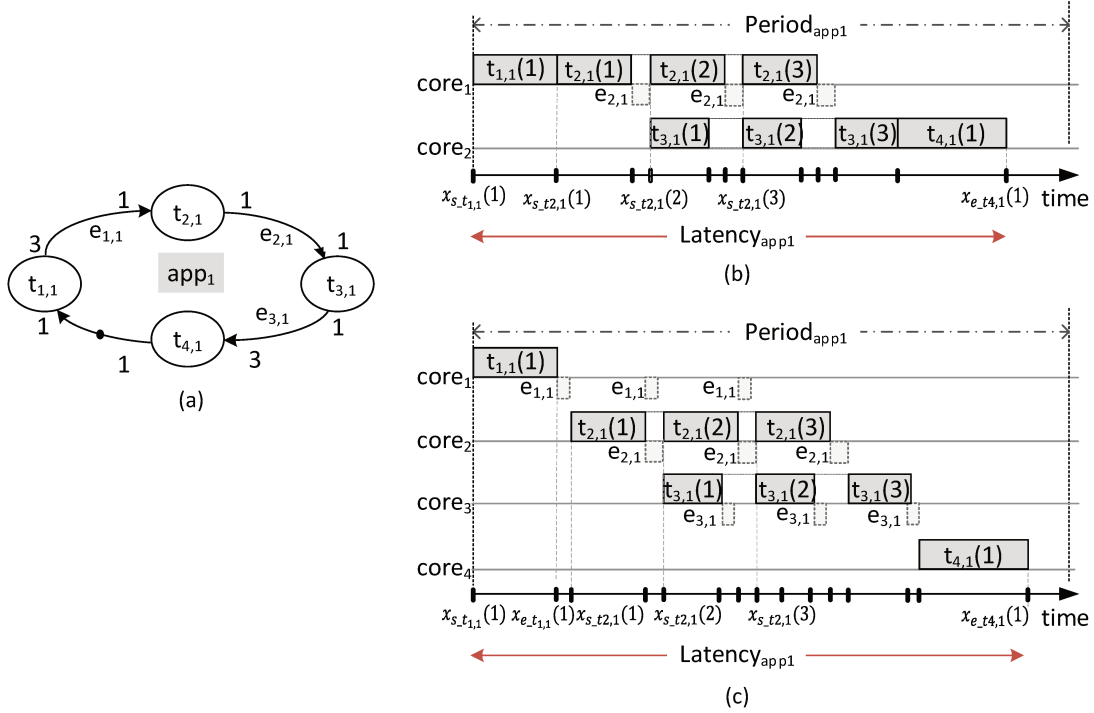 1
t2,1
1
e1,1
e2,1
3
1
app1
t1,1
t3,1
1
e3,1
1
t4,1
1
3
(a)
Periodapp1
t1,1(1) t2,1(1) t2,1(2) t2,1(3)
core1
e2,1 e2,1 e2,1
t3,1(1) t3,1(2) t3,1(3) t4,1(1)
core2
xs_t1,1(1) xs_t2,1(1) xs_t2,1(2) xs_t2,1(3) xe_t4,1(1) time
Latencyapp1
(b)
Periodapp1
t1,1(1)
core1
e1,1 e1,1 e1,1
t2,1(1) t2,1(2) t2,1(3)
core2
e2,1 e2,1 e2,1
t3,1(1) t3,1(2) t3,1(3)
core3
e3,1 e3,1 e3,1
t4,1(1)
core4
xs_t1,1(1) xe_t1,1(1) xs_t2,1(1) xs_t2,1(2) xs_t2,1(3) xe_t4,1(1) time
Latencyapp1
(c)